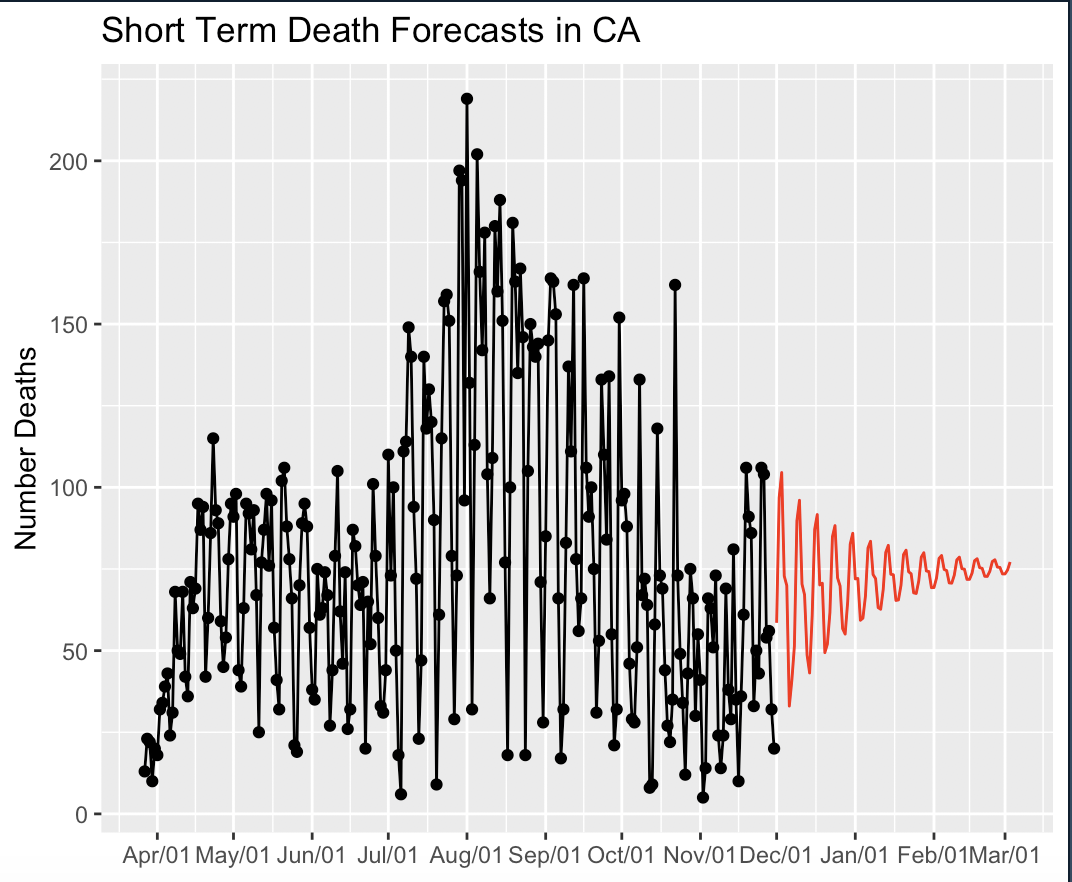 Short Term Death Forecasts in CA
Number Deaths
200
150
100
50
0
Apr/01 May/01 Jun/01 Jul/01 Aug/01 Sep/01 Oct/01 Nov/01 Dec/01 Jan/01 Feb/01 Mar/01